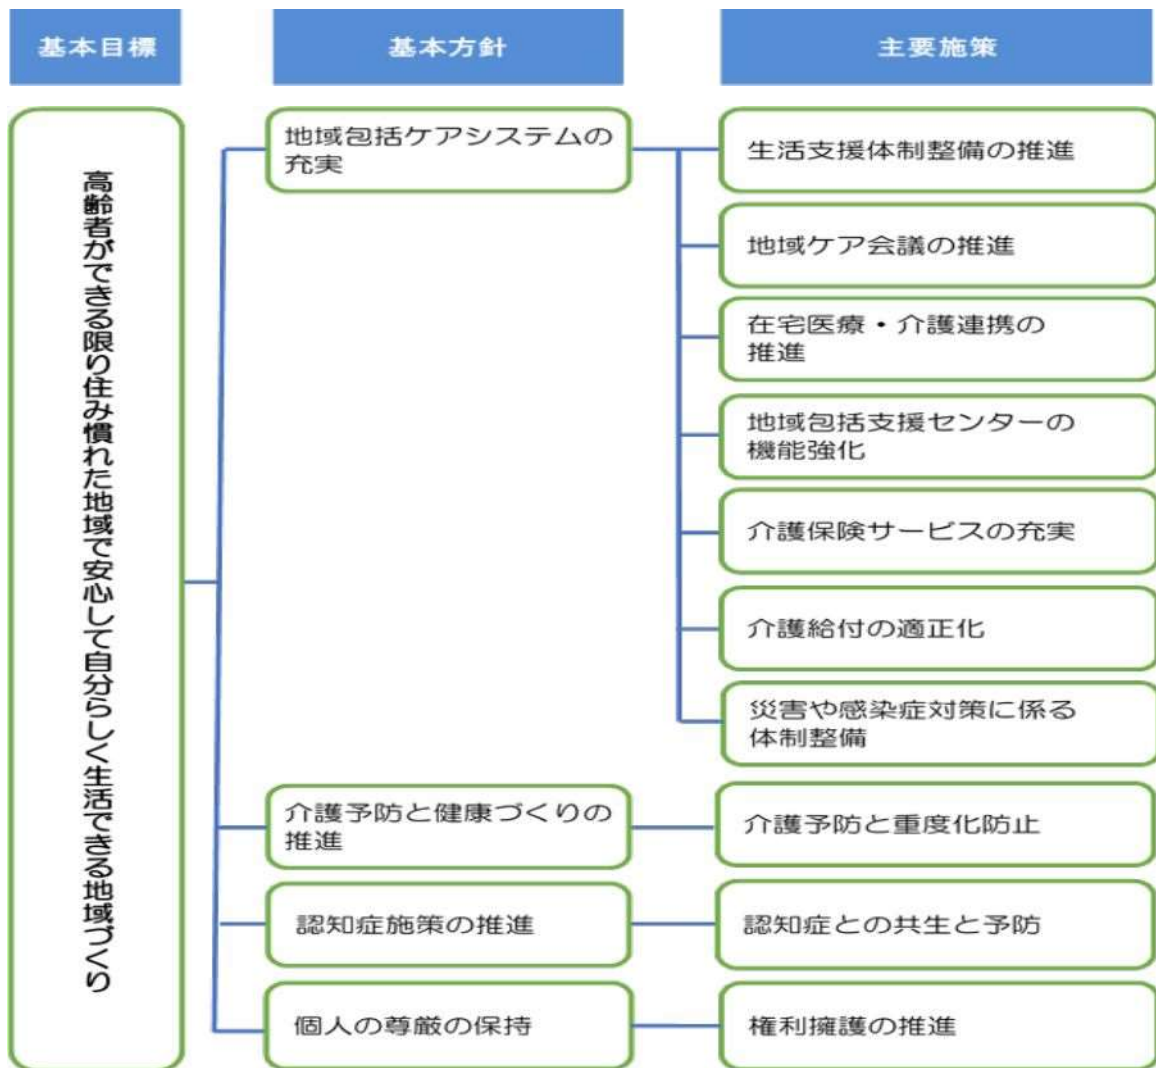 基本目標
基本方針
主要施策
高齢者ができる限り住み慣れた地域で安心して自分らしく生活できる地域づくり
地域包括ケアシステムの
充実
生活支援体制整備の推進
地域ケア会議の推進
在宅医療・介護連携の
推進
地域包括支援センターの
機能強化
介護保険サービスの充実
介護給付の適正化
災害や感染症対策に係る
体制整備
介護予防と健康づくりの
推進
介護予防と重度化防止
認知症施策の推進
認知症との共生と予防
個人の尊厳の保持
権利擁護の推進